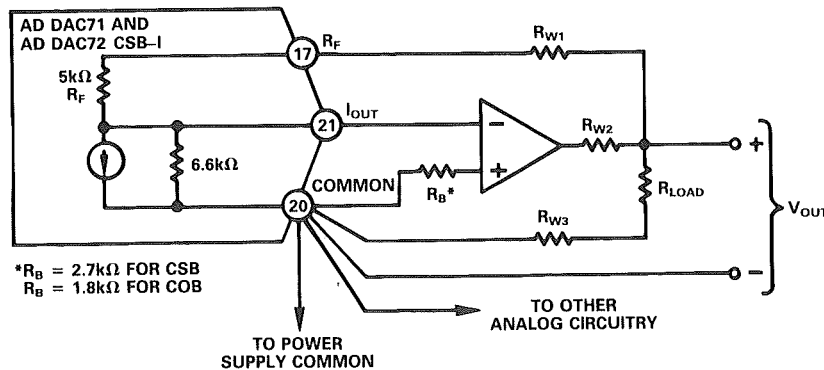 AD DAC71 AND
AD DAC72 CSB–I
17
RF
RW1
5kΩ
RF
21
IOUT
–
+
RW2
+
6.6kΩ
COMMON
RB*
RLOAD
VOUT
20
RW3
*RB = 2.7kΩ FOR CSB
RB = 1.8kΩ FOR COB
–
TO OTHER
ANALOG CIRCUITRY
TO POWER
SUPPLY COMMON